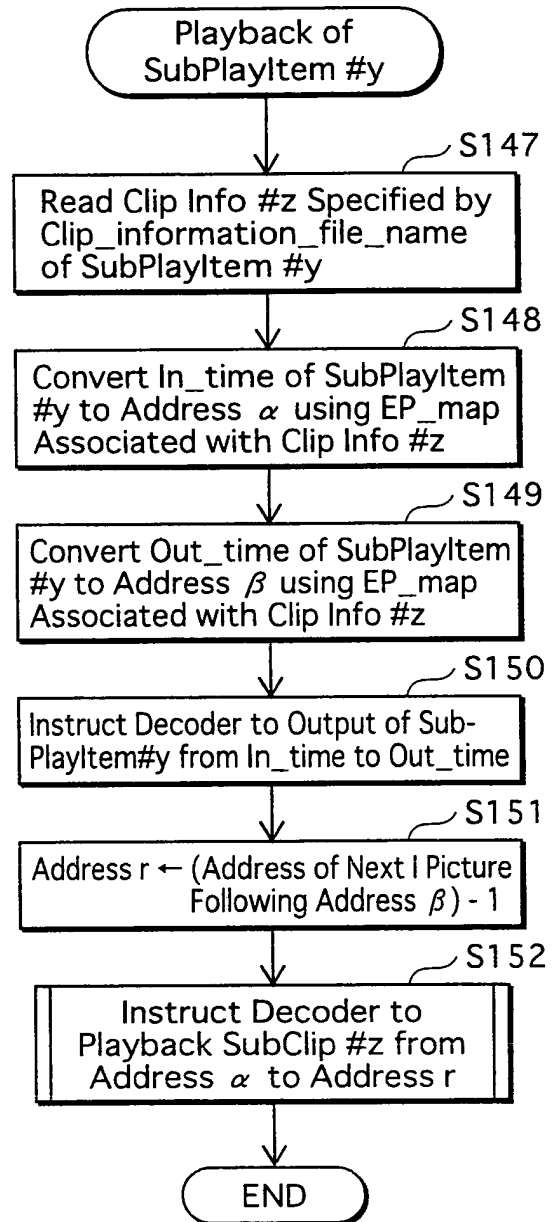 Playback of
SubPlayItem #y
S147
Read Clip Info #z Specified by
Clip_information_file_name
of SubPlayItem #y
S148
Convert In_time of SubPlayItem
#y to Address α using EP_map
Associated with Clip Info #z
S149
Convert Out_time of SubPlayItem
#y to Address β using EP_map
Associated with Clip Info #z
S150
Instruct Decoder to Output of Sub-
PlayItem#y from In_time to Out_time
S151
Address r ← (Address of Next I Picture
Following Address β) - 1
S152
Instruct Decoder to
Playback SubClip #z from
Address α to Address r
END